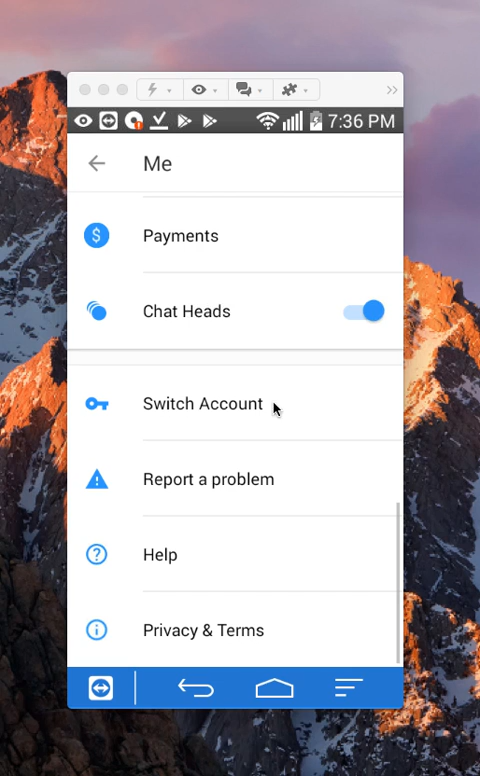 7:36 PM
Me
Payments
Chat Heads
Switch Account
Report a problem
Help
Privacy & Terms